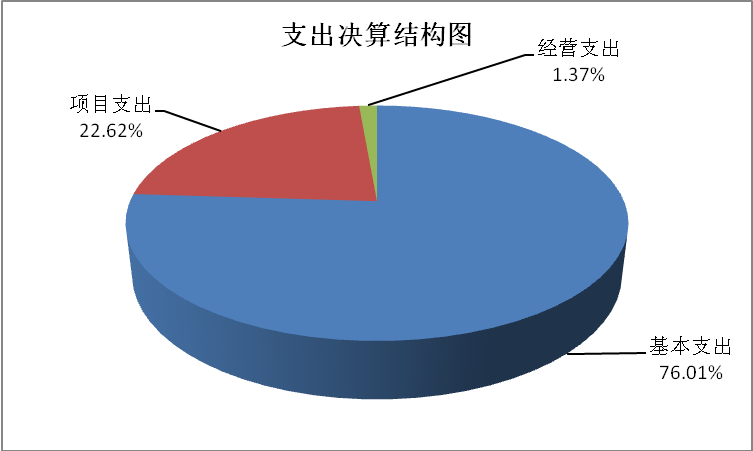 支出决算结构图
经营支出
1.37%
项目支出
22.62%
基本支出
76.01%